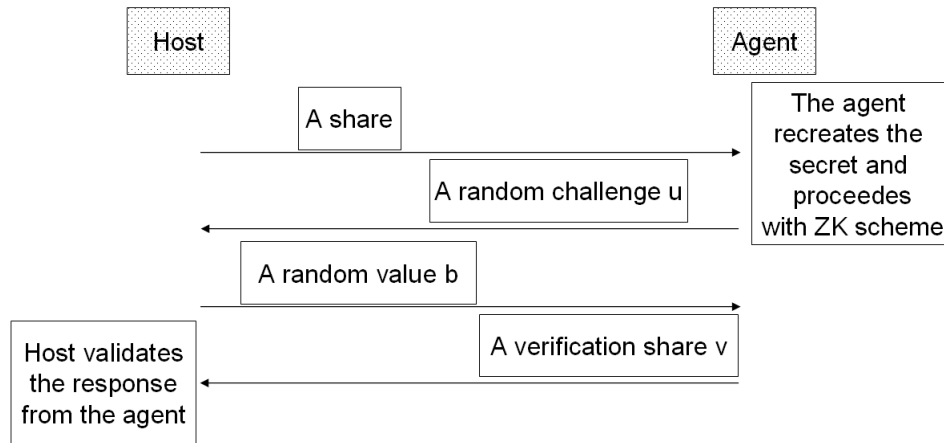 Host
Agent
A share
The agent
recreates the
secret and
proceedes
with ZK scheme
A random challenge u
A random value b
A verification share v
Host validates
the response
from the agent